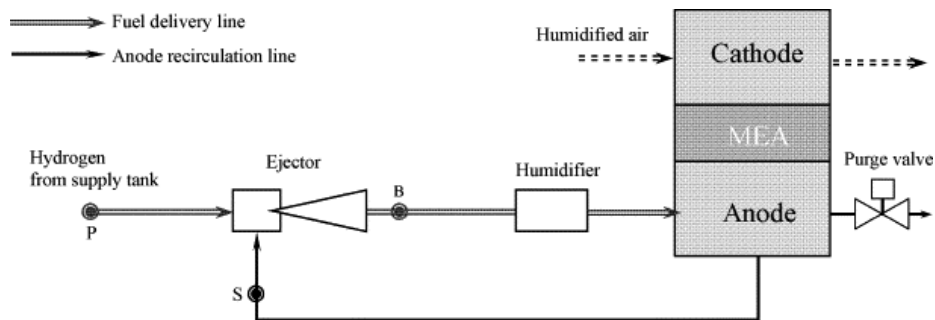 Fuel delivery line
Anode recirculation line
Humidified air
Cathode
MEA
Hydrogen
from supply tank
Ejector
Humidifier
Purge valve
P
B
Anode
S